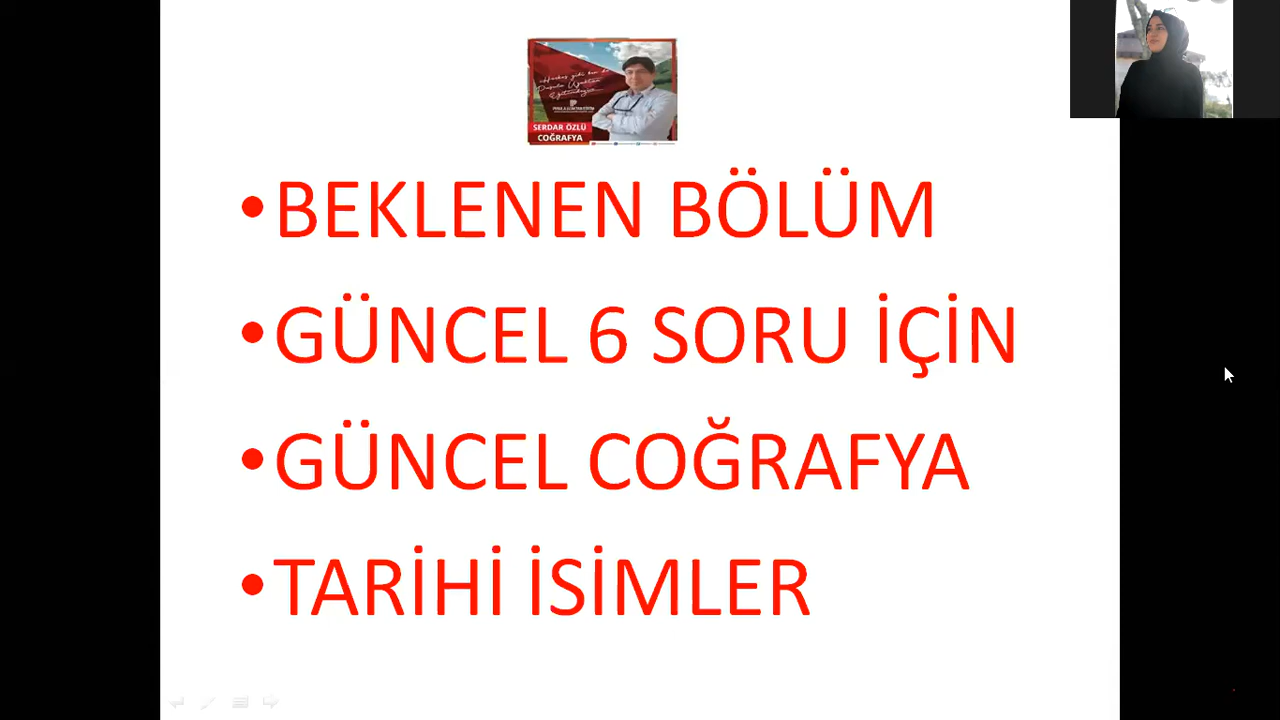 SERDAR ÖZLÜ
COĞRAFYA
•BEKLENEN BÖLÜM
•GÜNCEL 6 SORU İÇİN
•GÜNCEL COĞRAFYA
•TARİHİ İSİMLER